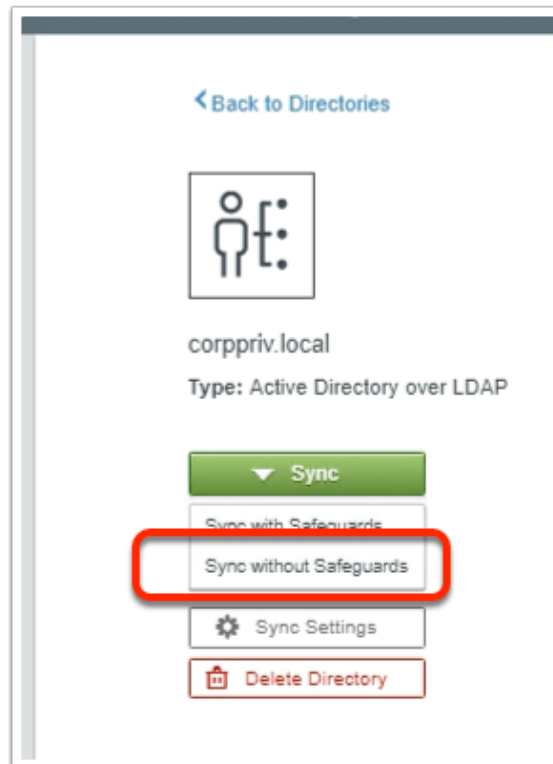 Back to Directories
corppriv.local
Type: Active Directory over LDAP
Sync
Sync with Safeguards
Sync without Safeguards
Sync Settings
Delete Directory